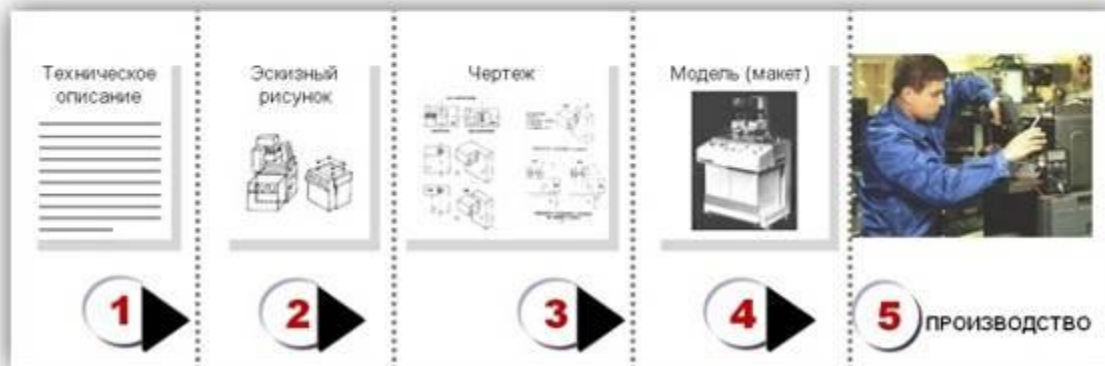 Техническое
описание
Эскизный
рисунок
Чертеж
Модель (макет)
1
2
3
4
5 ПРОИЗВОДСТВО